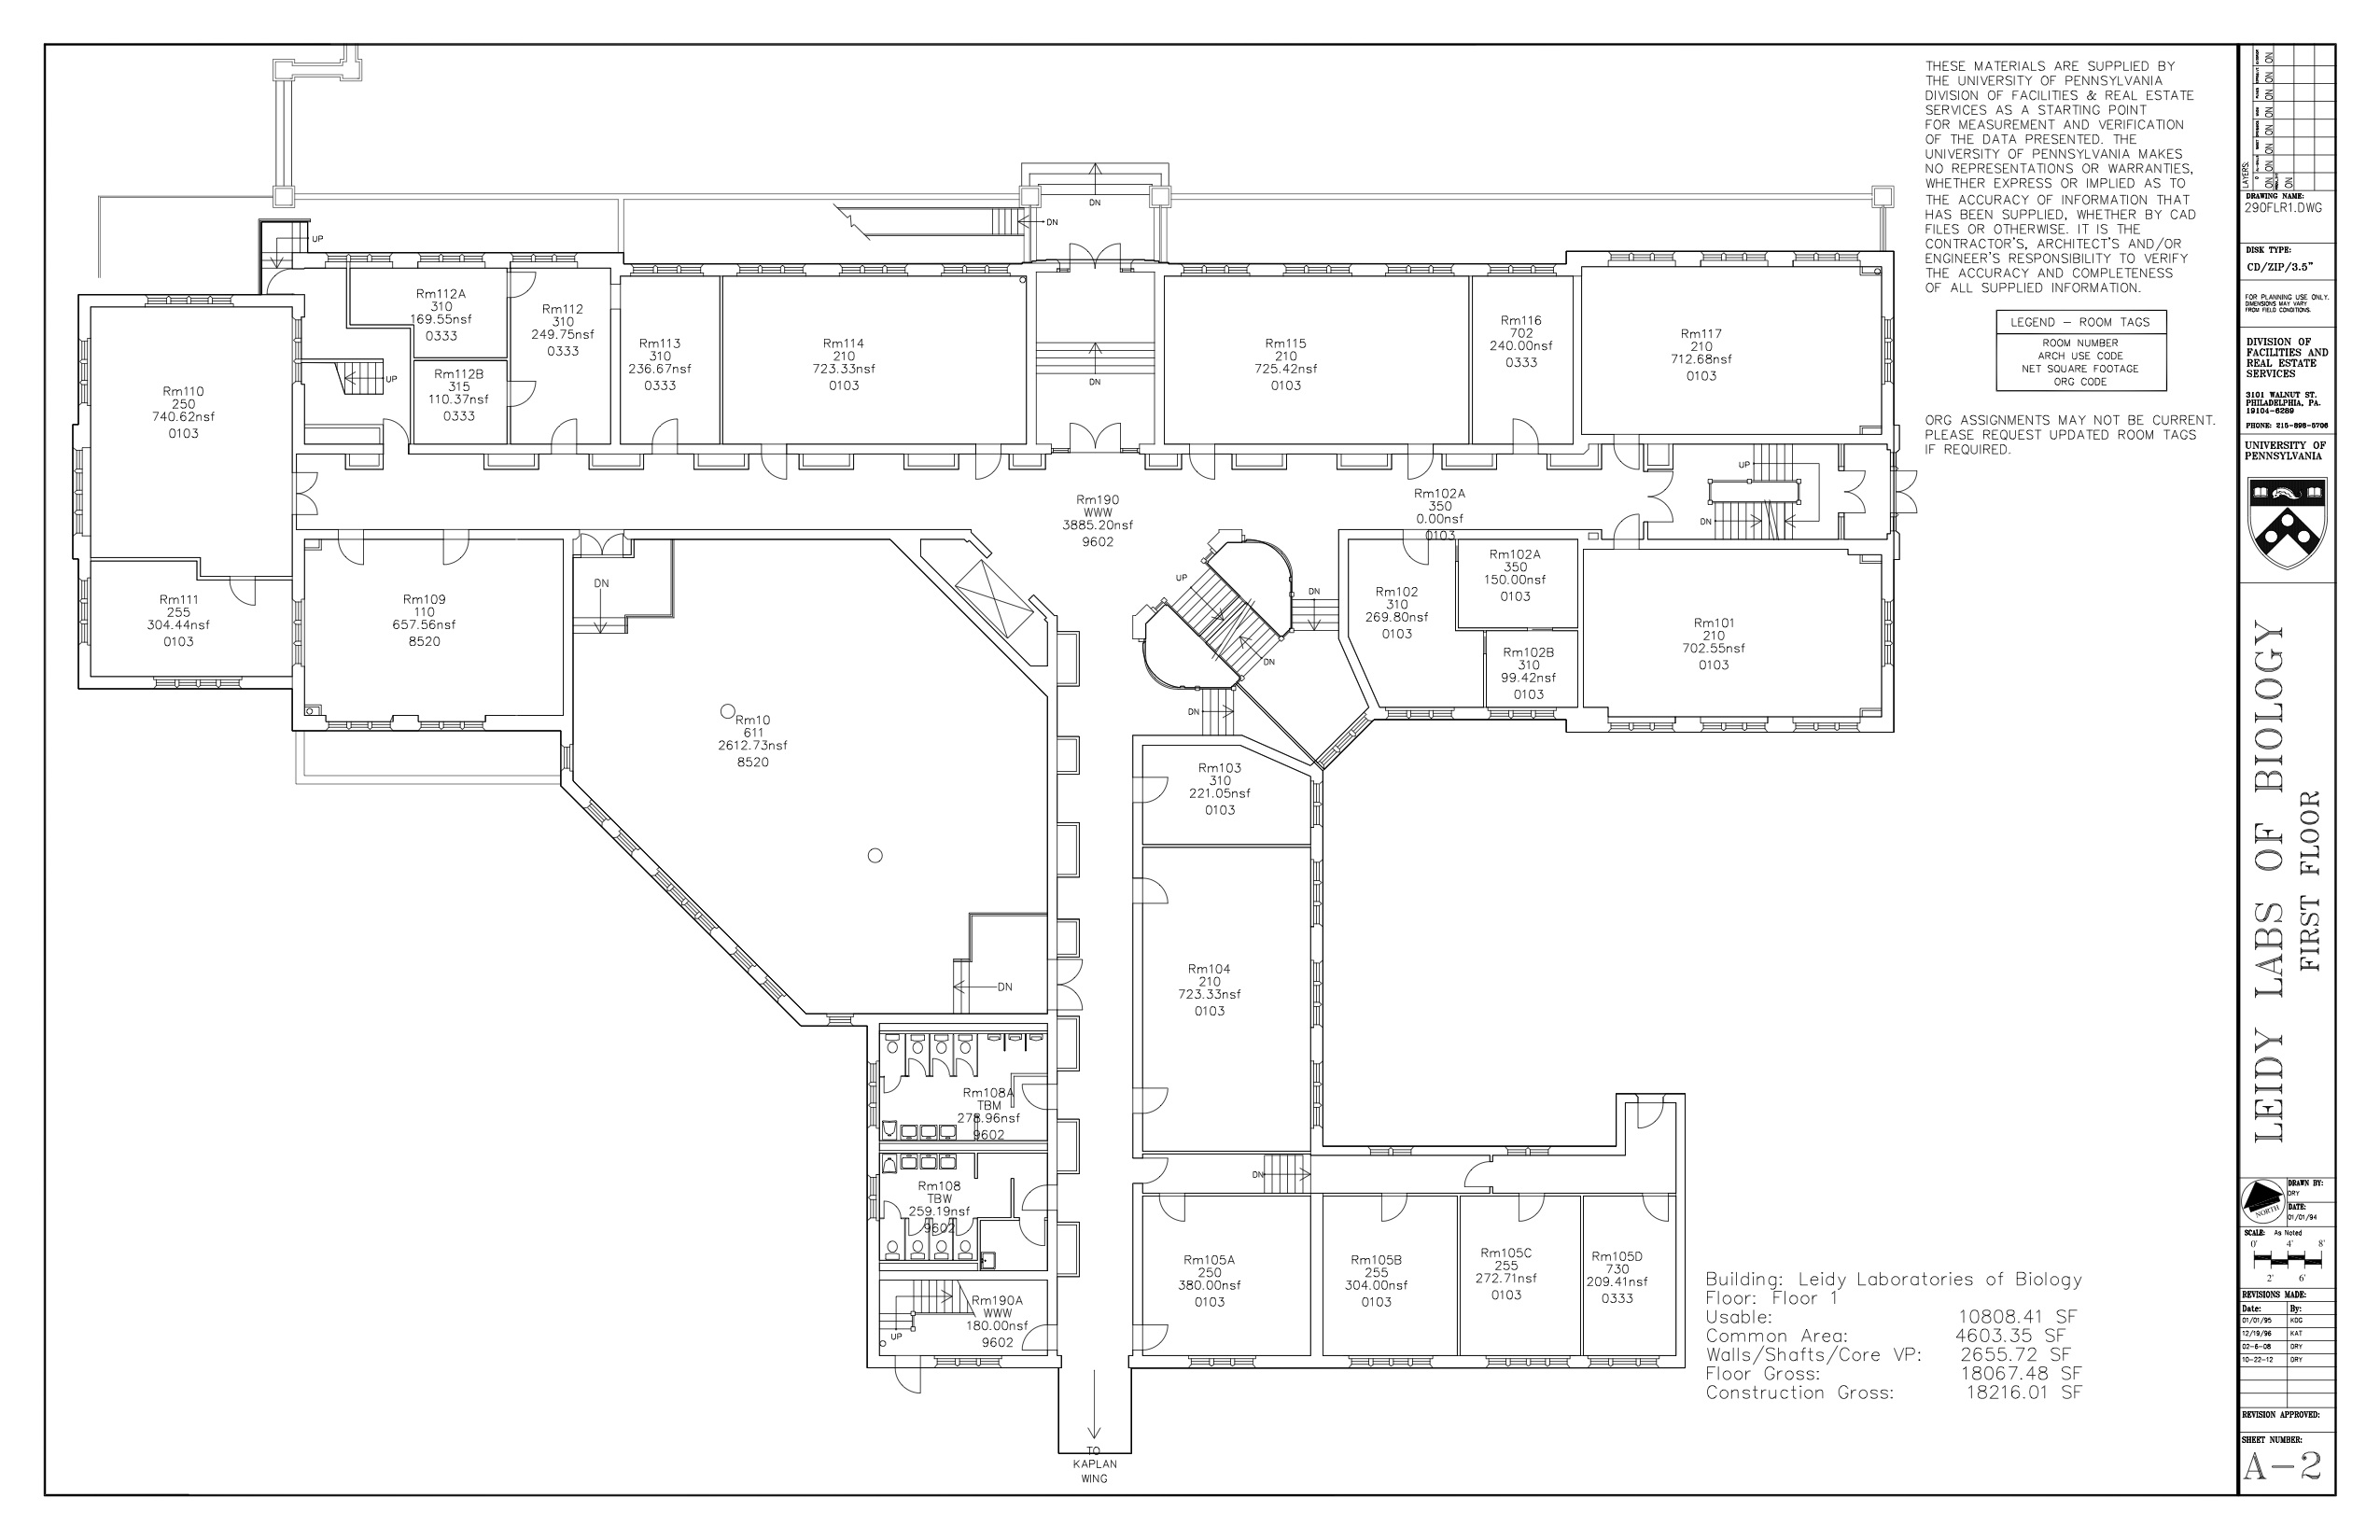 THESE MATERIALS ARE SUPPLIED BY
THE UNIVERSITY OF PENNSYLVANIA
DIVISION OF FACILITIES & REAL ESTATE
SERVICES AS A STARTING POINT
FOR MEASUREMENT AND VERIFICATION
OF THE DATA PRESENTED. THE
UNIVERSITY OF PENNSYLVANIA MAKES
NO REPRESENTATIONS OR WARRANTIES,
WHETHER EXPRESS OR IMPLIED AS TO
THE ACCURACY OF INFORMATION THAT
HAS BEEN SUPPLIED, WHETHER BY CAD
FILES OR OTHERWISE. IT IS THE
CONTRACTOR'S, ARCHITECT'S AND/OR
ENGINEER'S RESPONSIBILITY TO VERIFY
THE ACCURACY AND COMPLETENESS
OF ALL SUPPLIED INFORMATION.
LEGEND – ROOM TAGS
ROOM NUMBER
ARCH USE CODE
NET SQUARE FOOTAGE
ORG CODE
ORG ASSIGNMENTS MAY NOT BE CURRENT.
PLEASE REQUEST UPDATED ROOM TAGS
IF REQUIRED.
DN
DN
UP
Rm112A
310
169.55nsf
0333
Rm112
310
249.75nsf
0333
Rm112B
315
110.37nsf
0333
UP
Rm113
310
236.67nsf
0333
Rm114
210
723.33nsf
0103
DN
Rm115
210
725.42nsf
0103
Rm116
702
240.00nsf
0333
Rm117
210
712.68nsf
0103
Rm110
250
740.62nsf
0103
Rm190
WWW
3885.20nsf
9602
Rm102A
350
0.00nsf
0103
UP
DN
Rm111
255
304.44nsf
0103
Rm109
110
657.56nsf
8520
DN
UP
DN
DN
DN
Rm102
310
269.80nsf
0103
Rm102A
350
150.00nsf
0103
Rm102B
310
99.42nsf
0103
Rm101
210
702.55nsf
0103
Rm10
611
2612.73nsf
8520
DN
Rm103
310
221.05nsf
0103
Rm104
210
723.33nsf
0103
Rm108A
TBM
278.96nsf
9602
Rm108
TBW
259.19nsf
9602
Rm190A
WWW
180.00nsf
9602
UP
DN
Rm105A
250
380.00nsf
0103
Rm105B
255
304.00nsf
0103
Rm105C
255
272.71nsf
0103
Rm105D
730
209.41nsf
0333
TO
KAPLAN
WING
Building: Leidy Laboratories of Biology
Floor: Floor 1
Usable: 10808.41 SF
Common Area: 4603.35 SF
Walls/Shafts/Core VP: 2655.72 SF
Floor Gross: 18067.48 SF
Construction Gross: 18216.01 SF
LAYERS:
ON ON ON ON ON ON
ON ON
DRAWING NAME:
290FLR1.DWG
DISK TYPE:
CD/ZIP/3.5"
FOR PLANNING USE ONLY.
DIMENSIONS MAY VARY
FROM FIELD CONDITIONS.
DIVISION OF
FACILITIES AND
REAL ESTATE
SERVICES
3101 WALNUT ST.
PHILADELPHIA, PA.
19104-6289
PHONE: 215-898-5706
UNIVERSITY OF
PENNSYLVANIA
LEIDY LABS OF BIOLOGY
FIRST FLOOR
NORTH
DRAWN BY:
DRY
DATE:
01/01/94
SCALE: As Noted
0' 4' 8'
2' 6'
REVISIONS MADE:
Date: By:
01/01/95 KDG
12/19/96 KAT
02-6-08 DRY
10-22-12 DRY
REVISION APPROVED:
SHEET NUMBER:
A-2